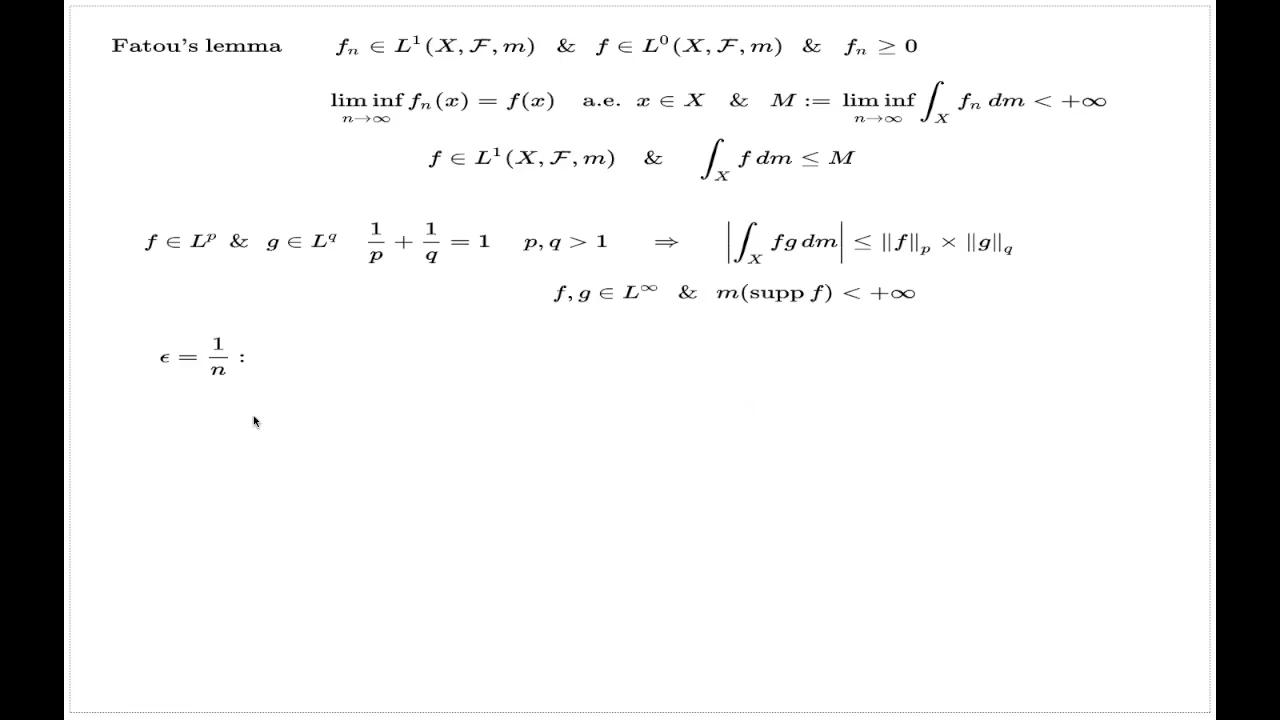 Fatou's lemma f_n ∈ L^1(X, ℱ, m) & f ∈ L^0(X, ℱ, m) & f_n ≥ 0
lim inf_{n→∞} f_n(x) = f(x) a.e. x ∈ X & M := lim inf_{n→∞} ∫_X f_n dm < +∞
f ∈ L^1(X, ℱ, m) & ∫_X f dm ≤ M
f ∈ L^p & g ∈ L^q 1/p + 1/q = 1 p, q > 1 ⇒ |∫_X fg dm| ≤ ||f||_p × ||g||_q
f, g ∈ L^∞ & m(supp f) < +∞
ϵ = 1/n :